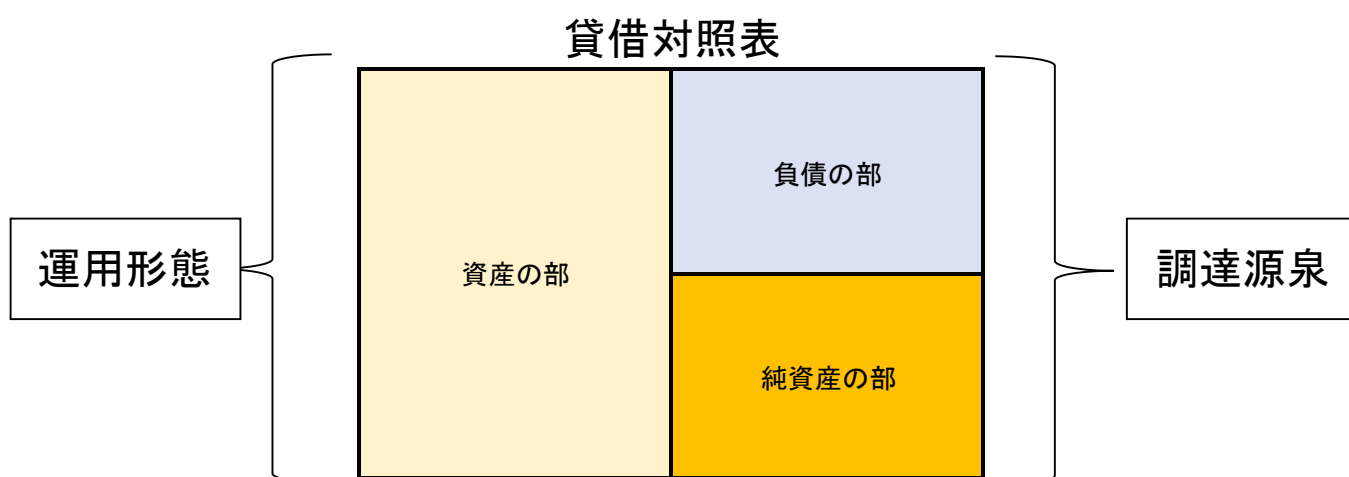 貸借対照表
負債の部
運用形態
資産の部
調達源泉
純資産の部